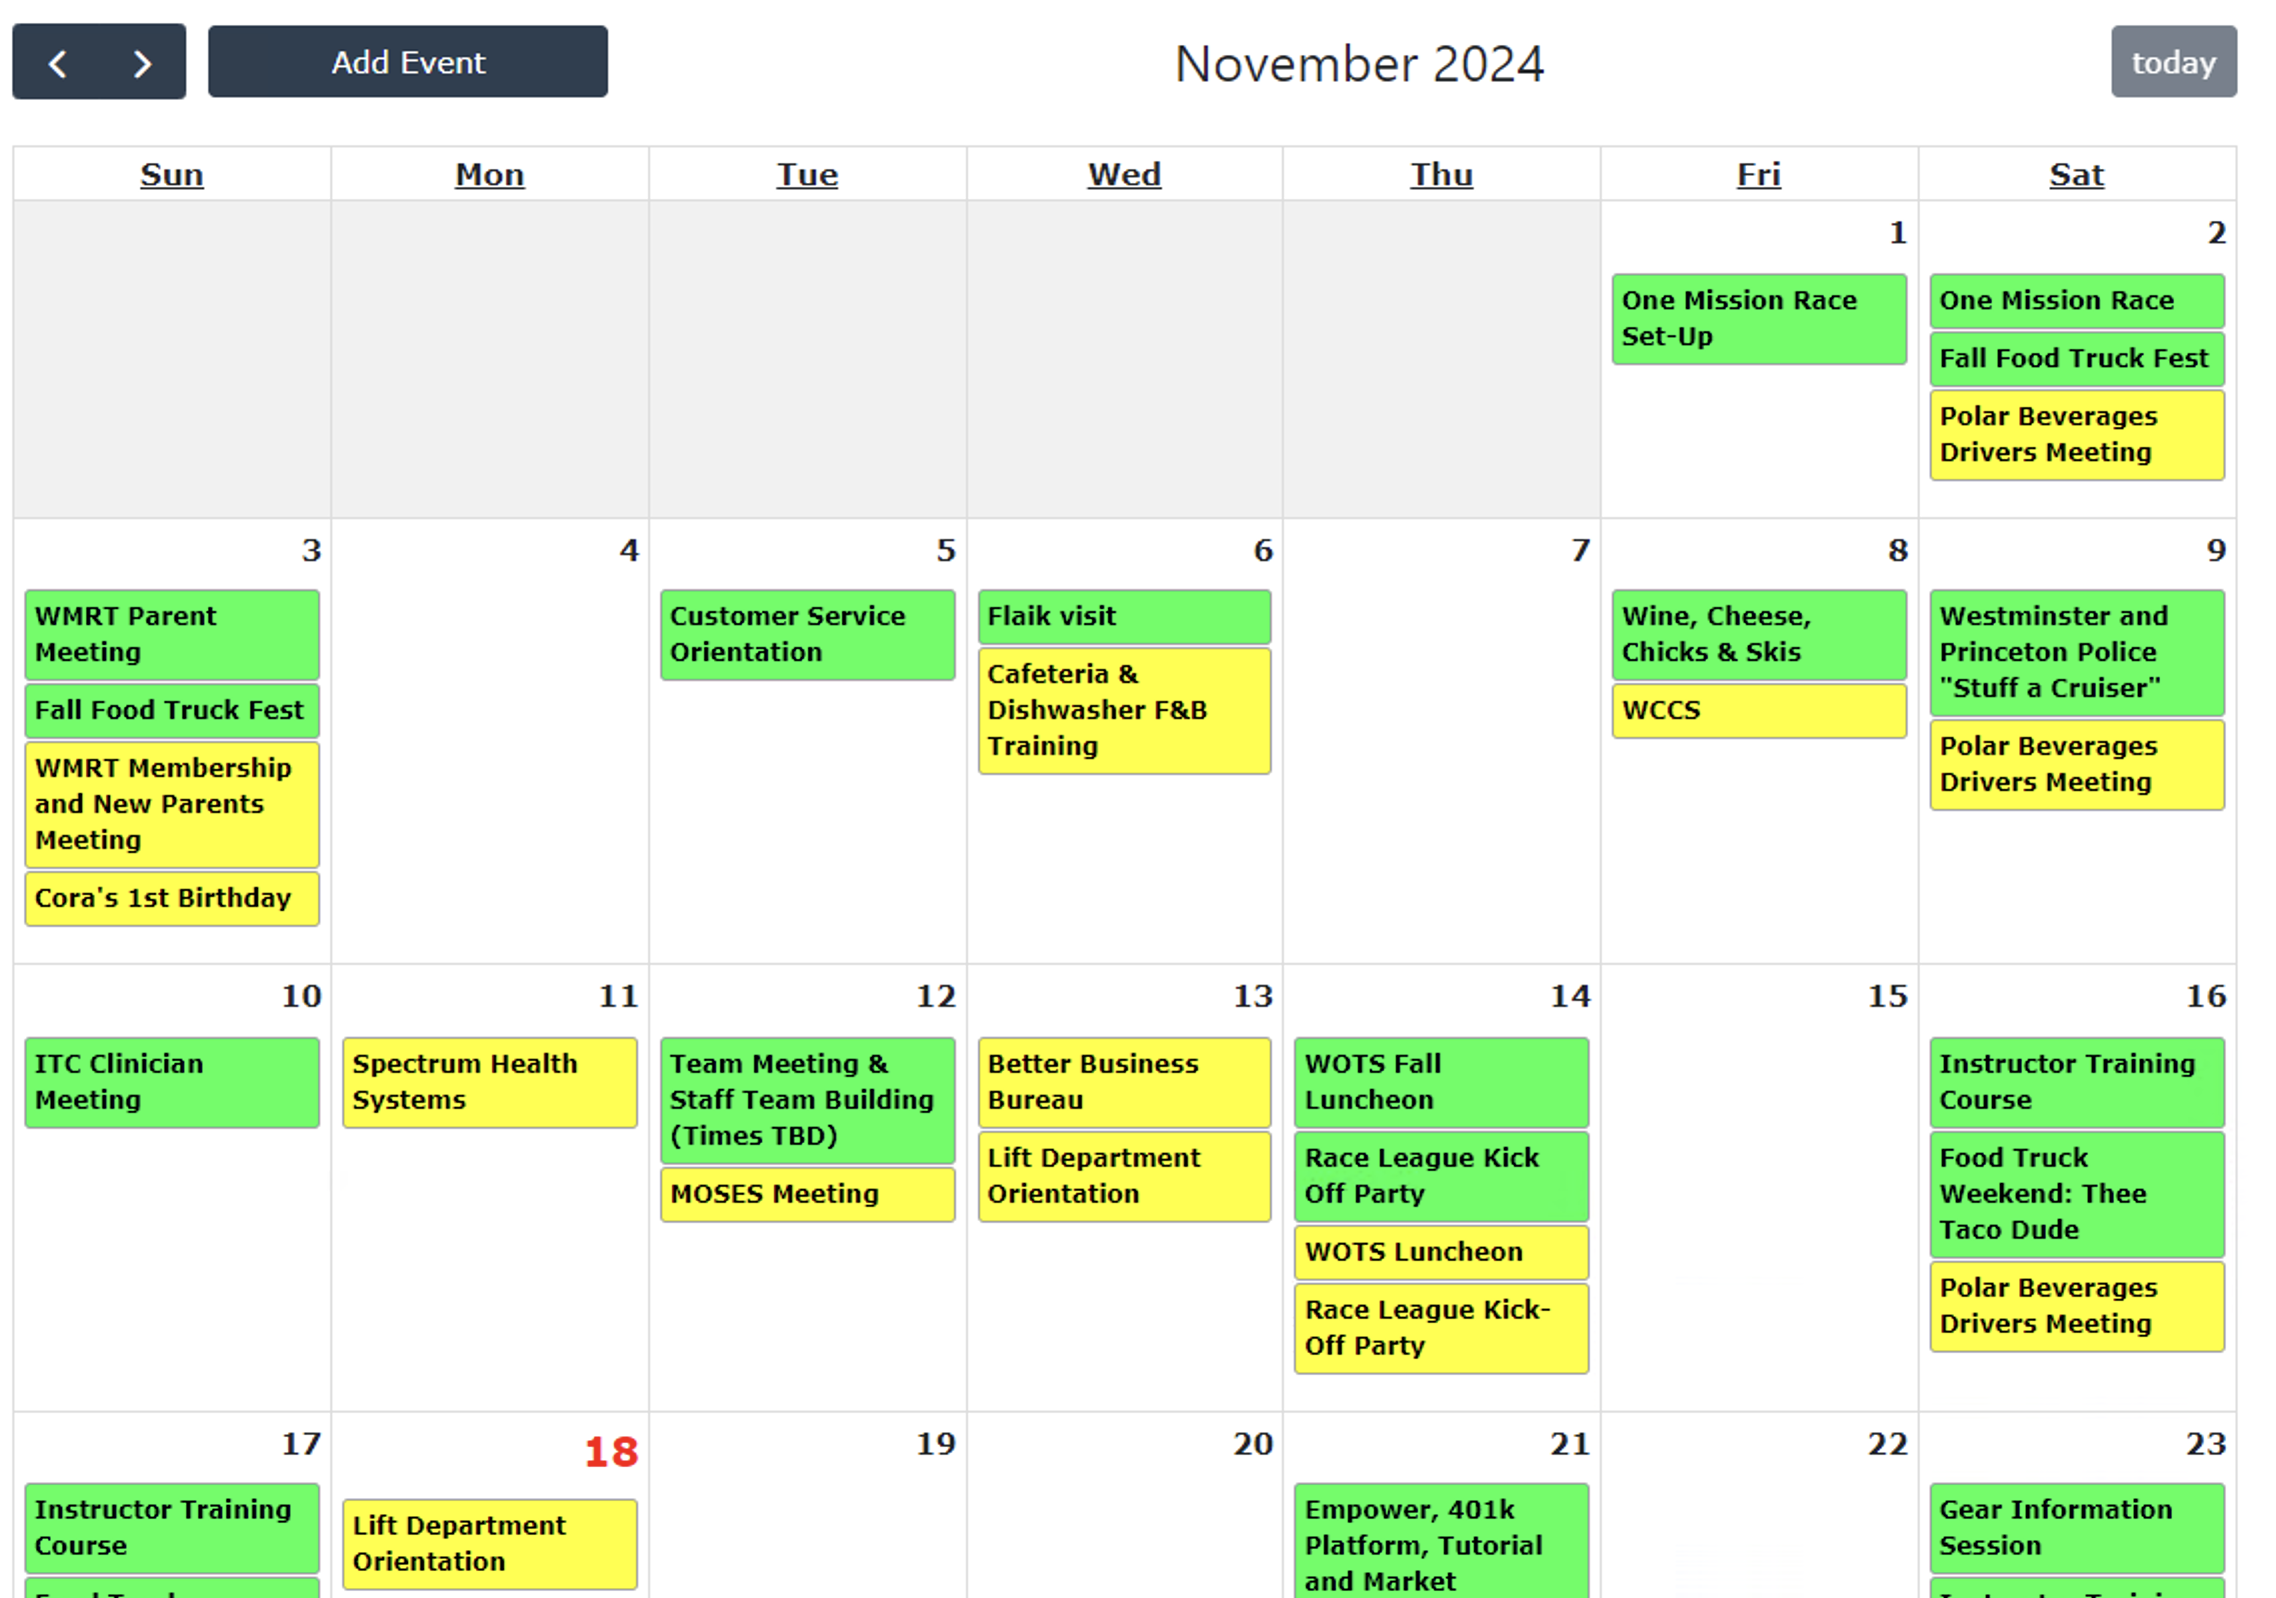 Add Event
November 2024
today
Sun
Mon
Tue
Wed
Thu
Fri
Sat
1
One Mission Race
Set-Up
2
One Mission Race
Fall Food Truck Fest
Polar Beverages
Drivers Meeting
3
WMRT Parent
Meeting
Fall Food Truck Fest
WMRT Membership
and New Parents
Meeting
Cora's 1st Birthday
4
5
Customer Service
Orientation
6
Flaik visit
Cafeteria &
Dishwasher F&B
Training
7
8
Wine, Cheese,
Chicks & Skis
WCCS
9
Westminster and
Princeton Police
"Stuff a Cruiser"
Polar Beverages
Drivers Meeting
10
ITC Clinician
Meeting
11
Spectrum Health
Systems
12
Team Meeting &
Staff Team Building
(Times TBD)
MOSES Meeting
13
Better Business
Bureau
Lift Department
Orientation
14
WOTS Fall
Luncheon
Race League Kick
Off Party
WOTS Luncheon
Race League Kick-
Off Party
15
16
Instructor Training
Course
Food Truck
Weekend: Thee
Taco Dude
Polar Beverages
Drivers Meeting
17
Instructor Training
Course
18
Lift Department
Orientation
19
20
21
Empower, 401k
Platform, Tutorial
and Market
22
23
Gear Information
Session